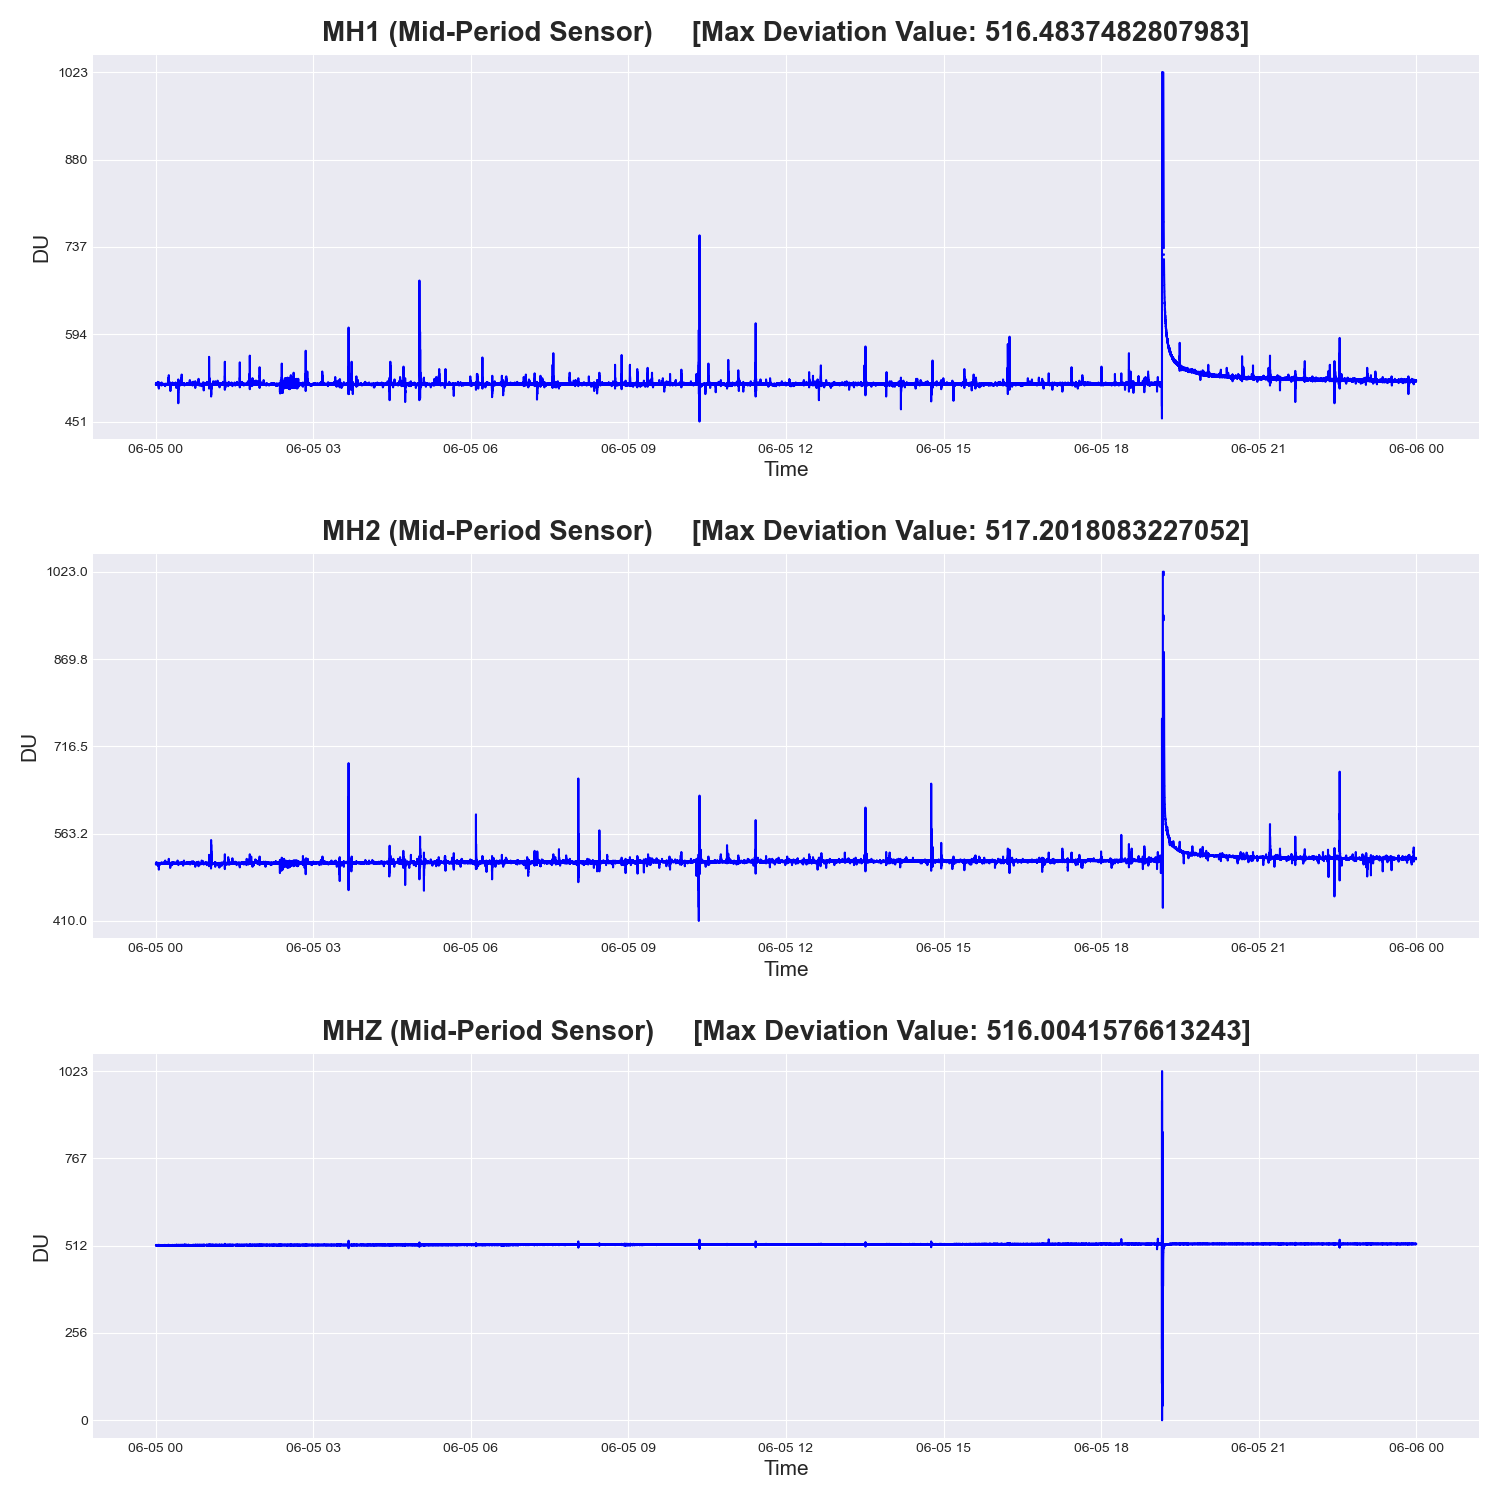 MH1 (Mid-Period Sensor) [Max Deviation Value: 516.4837482807983]
1023
880
737
594
451
DU
06-05 00 06-05 03 06-05 06 06-05 09 06-05 12 06-05 15 06-05 18 06-05 21 06-06 00
Time
MH2 (Mid-Period Sensor) [Max Deviation Value: 517.2018083227052]
1023.0
869.8
716.5
563.2
410.0
DU
06-05 00 06-05 03 06-05 06 06-05 09 06-05 12 06-05 15 06-05 18 06-05 21 06-06 00
Time
MHZ (Mid-Period Sensor) [Max Deviation Value: 516.0041576613243]
1023
767
512
256
0
DU
06-05 00 06-05 03 06-05 06 06-05 09 06-05 12 06-05 15 06-05 18 06-05 21 06-06 00
Time